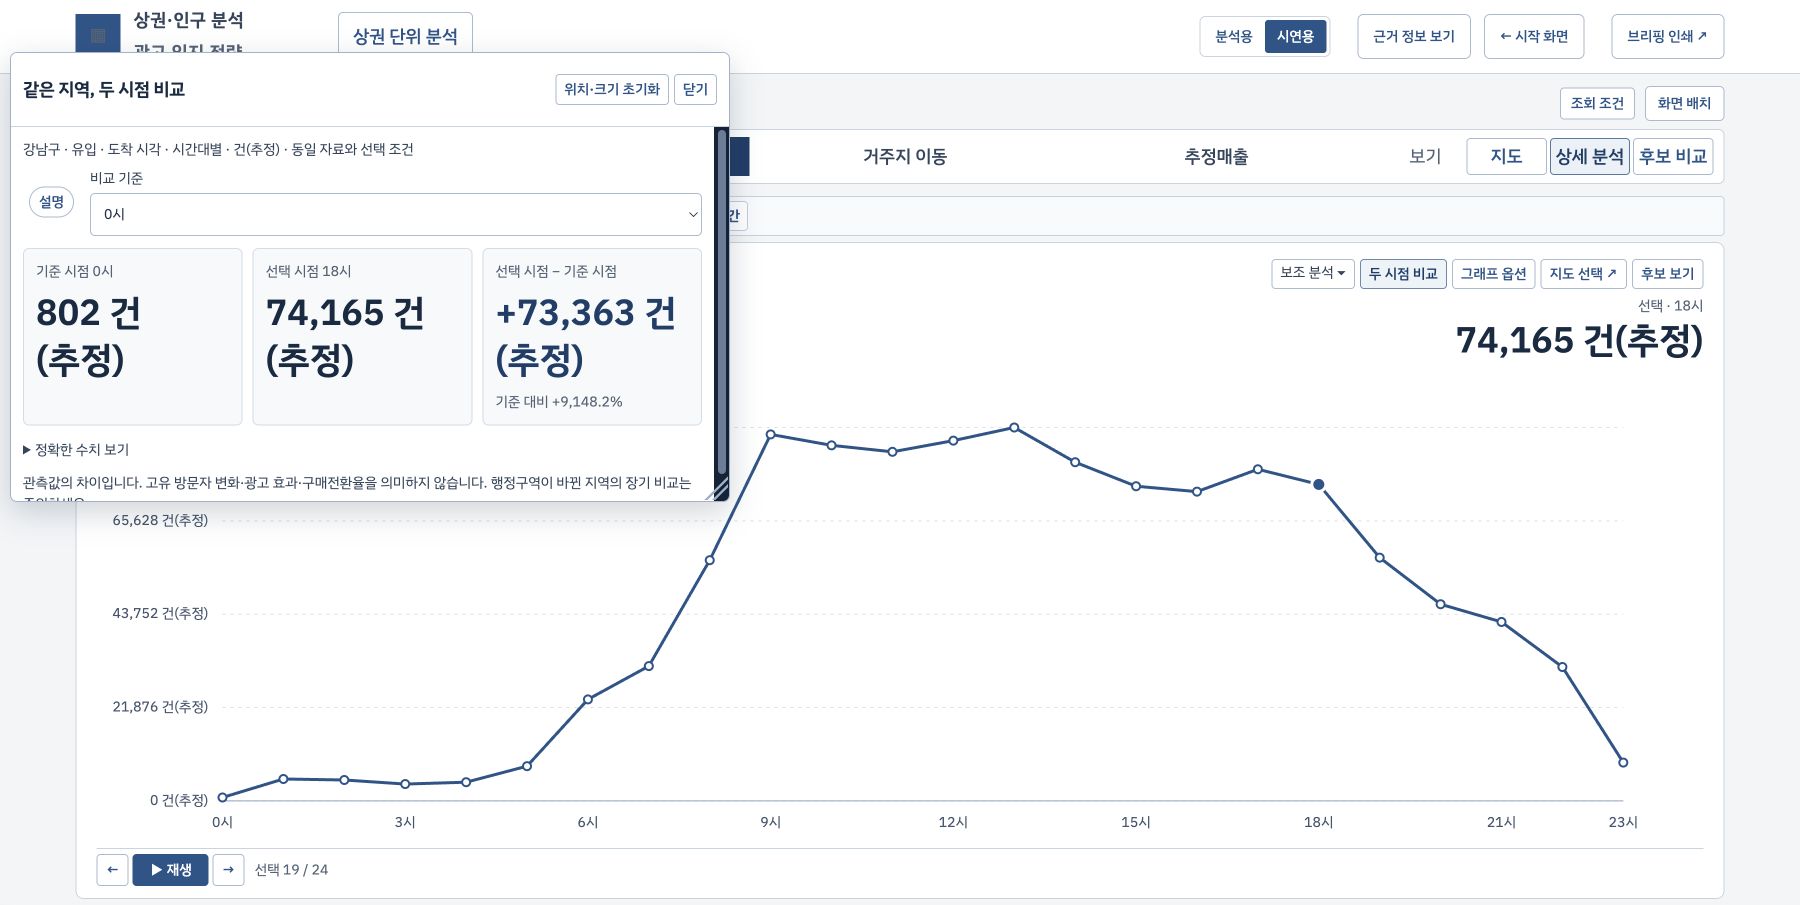 상권·인구 분석
광고 입지 전략
상권 단위 분석
분석용
시연용
근거 정보 보기
← 시작 화면
브리핑 인쇄 ↗
같은 지역, 두 시점 비교
위치·크기 초기화
닫기
조회 조건
화면 배치
강남구 · 유입 · 도착 시각 · 시간대별 · 건(추정) · 동일 자료와 선택 조건
거주지 이동
추정매출
보기
지도
상세 분석
후보 비교
비교 기준
설명
0시
간
기준 시점 0시
802 건
(추정)
선택 시점 18시
74,165 건
(추정)
선택 시점 − 기준 시점
+73,363 건
(추정)
기준 대비 +9,148.2%
보조 분석
두 시점 비교
그래프 옵션
지도 선택 ↗
후보 보기
선택 · 18시
74,165 건(추정)
▶ 정확한 수치 보기
관측값의 차이입니다. 고유 방문자 변화·광고 효과·구매전환율을 의미하지 않습니다. 행정구역이 바뀐 지역의 장기 비교는
65,628 건(추정)
43,752 건(추정)
21,876 건(추정)
0 건(추정)
0시
3시
6시
9시
12시
15시
18시
21시
23시
←
▶ 재생
→
선택 19 / 24